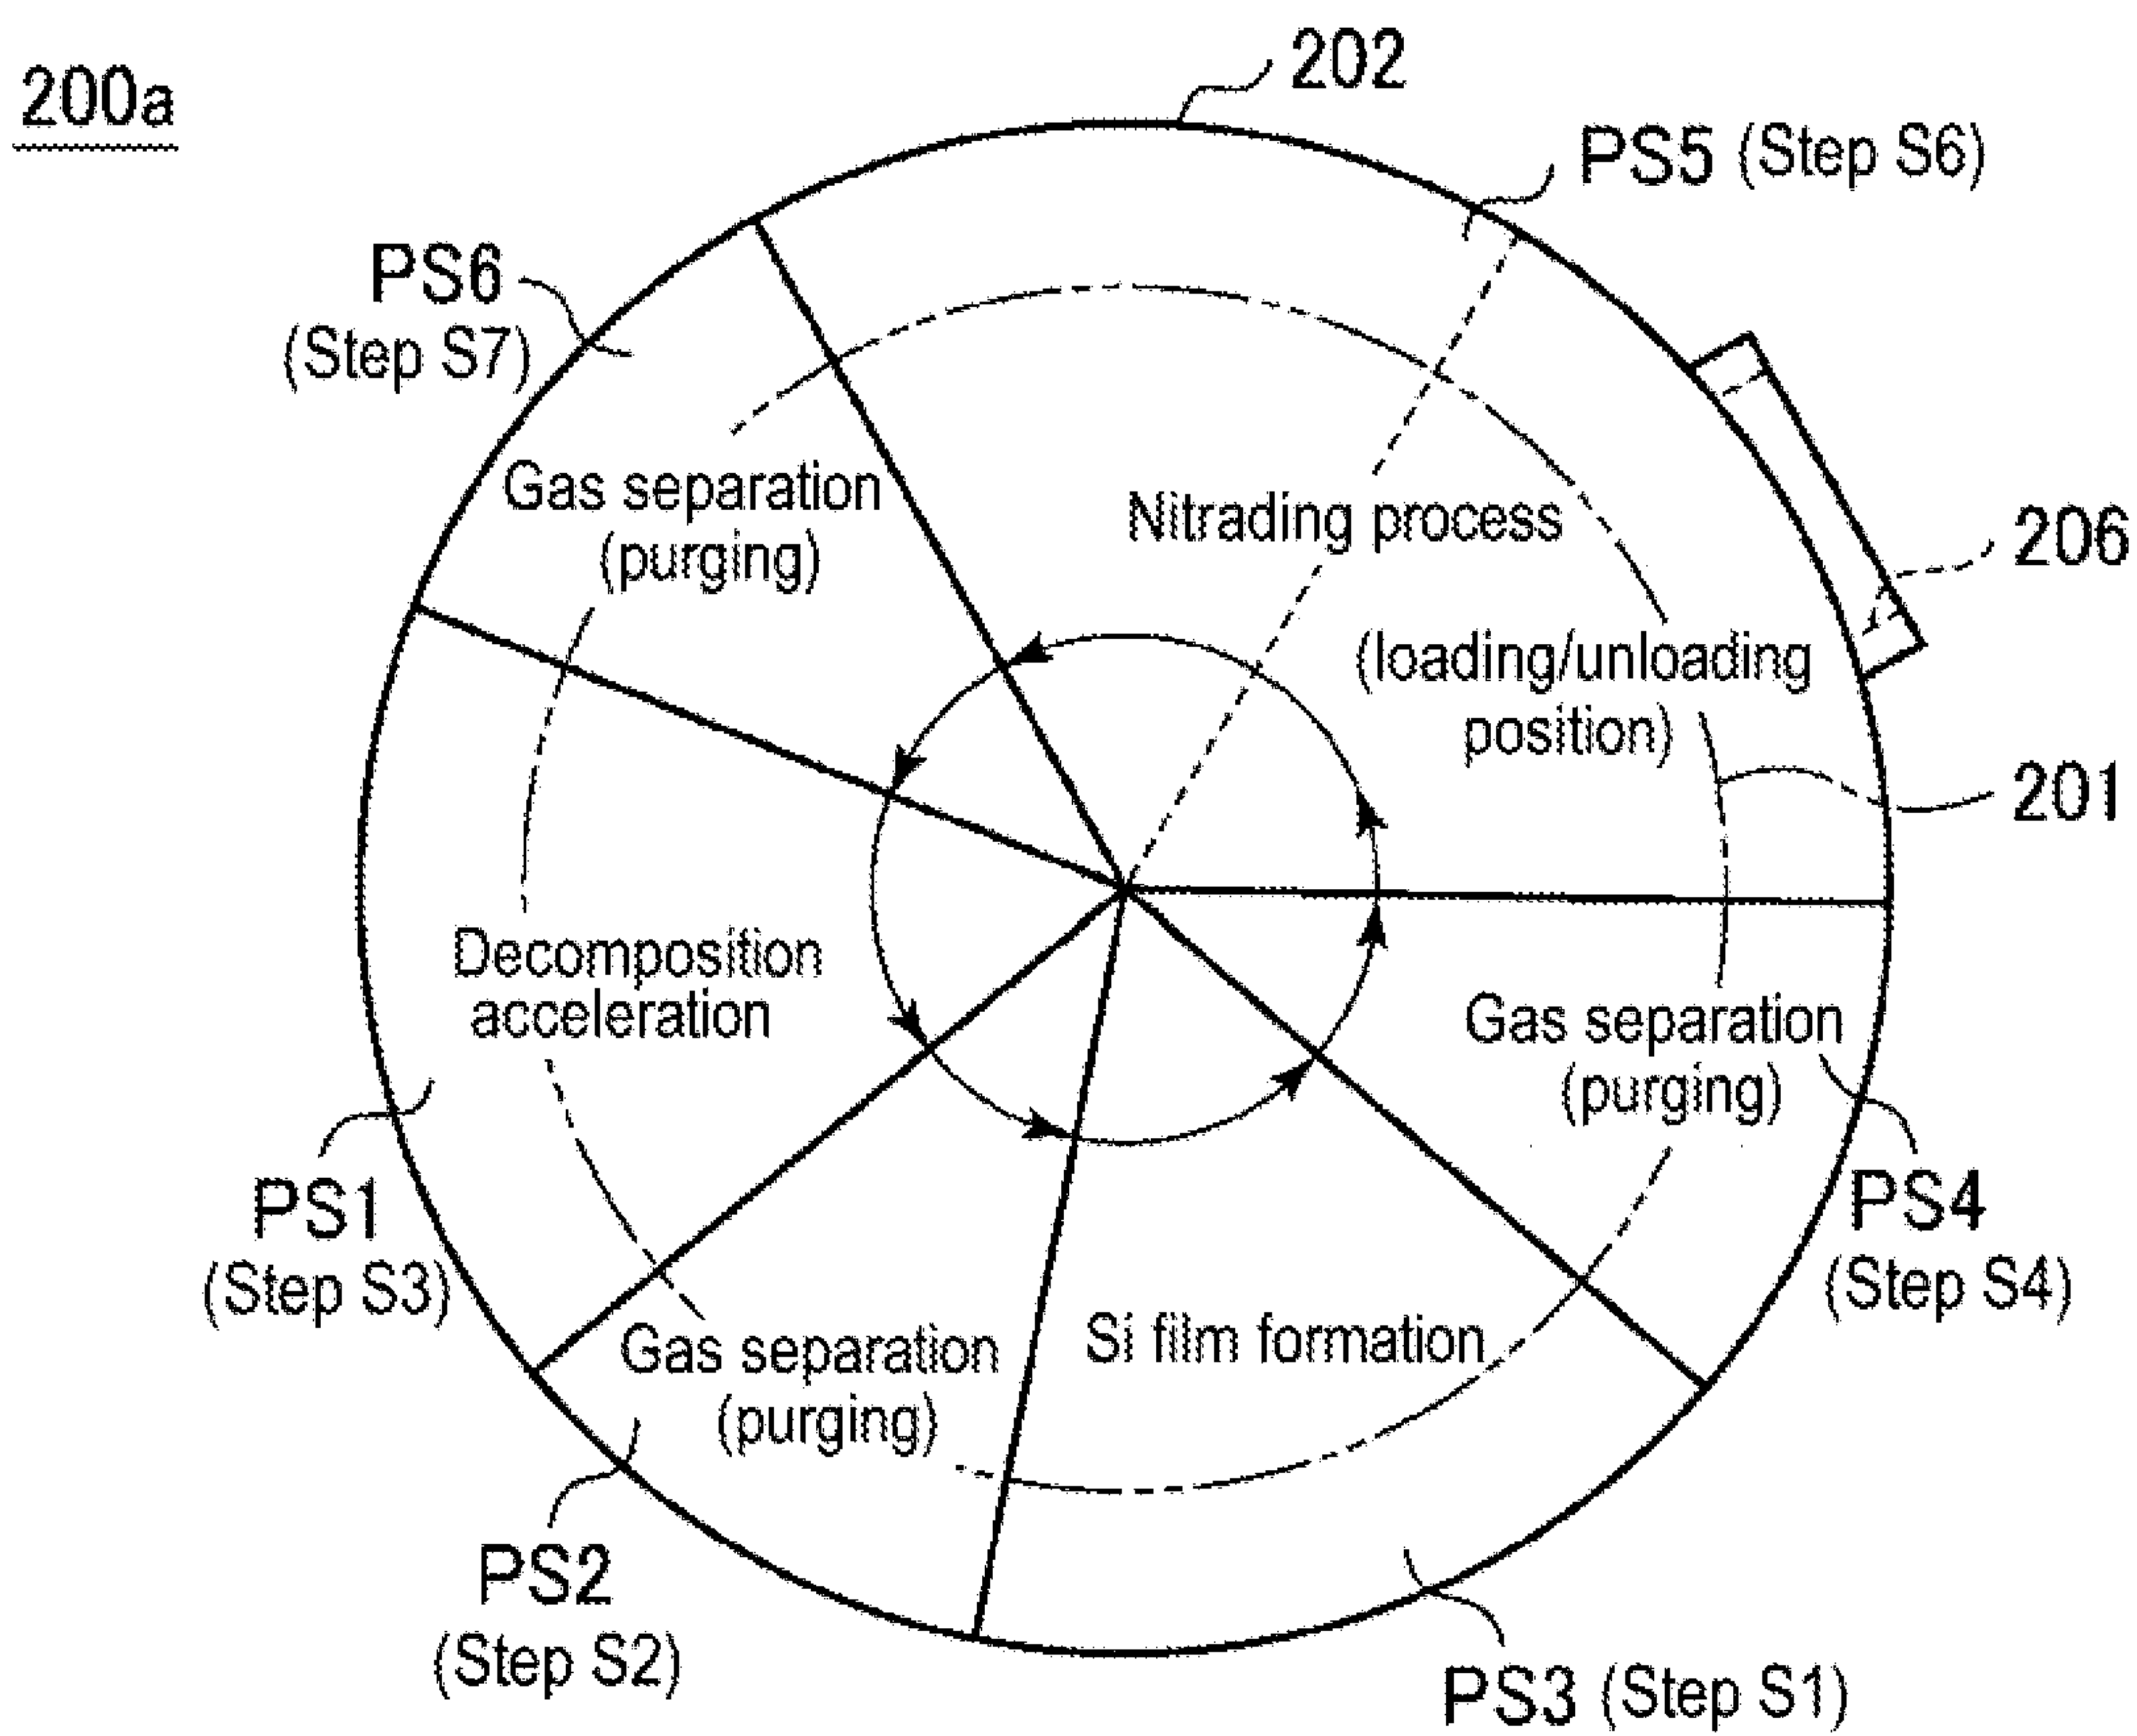 200a
202
PS5 (Step S6)
PS6
(Step S7)
Gas separation
(purging)
Nitrading process
206
(loading/unloading
position)
201
Decomposition
acceleration
Gas separation
(purging)
PS1
(Step S3)
PS4
(Step S4)
Gas separation
(purging)
Si film formation
PS2
(Step S2)
PS3 (Step S1)